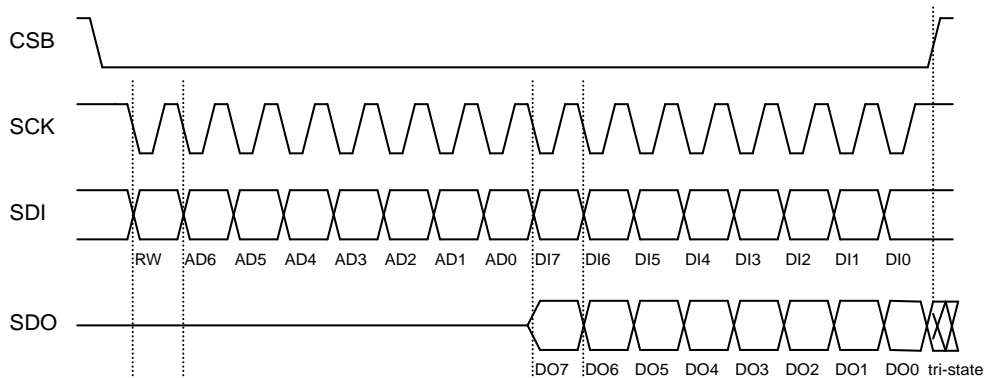 CSB
SCK
SDI
RW AD6 AD5 AD4 AD3 AD2 AD1 AD0 DI7 DI6 DI5 DI4 DI3 DI2 DI1 DI0
SDO
DO7 DO6 DO5 DO4 DO3 DO2 DO1 DO0 tri-state